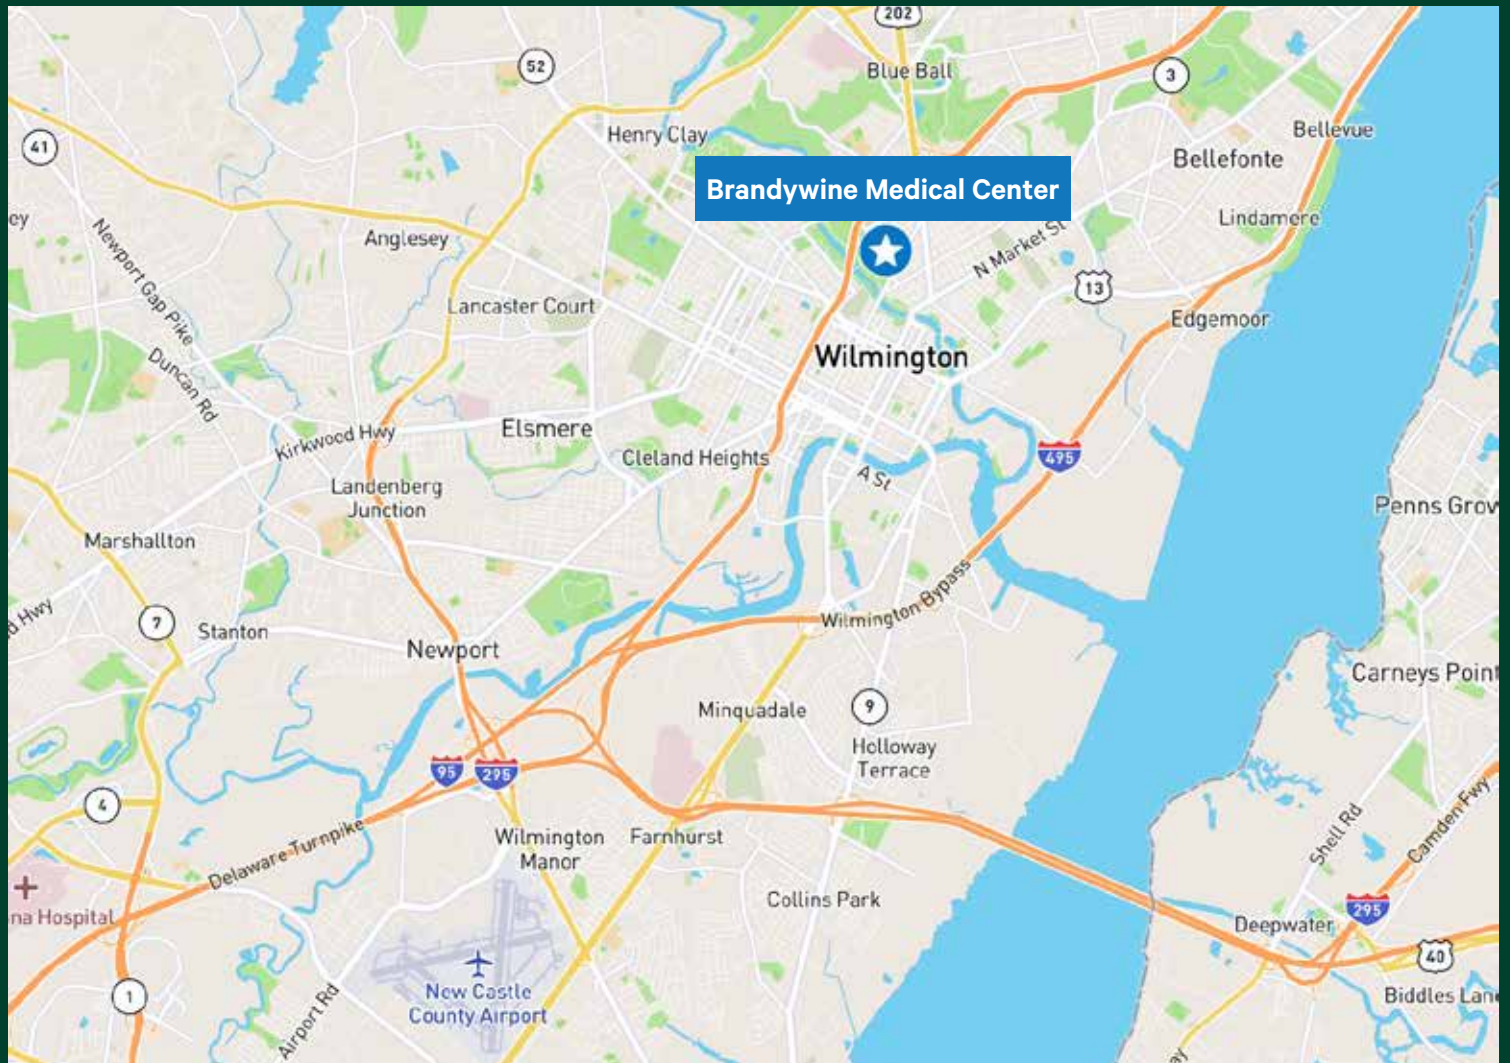 202
Blue Ball
52
3
Henry Clay
Bellevue
41
Bellefonte
Brandywine Medical Center
Lindamere
Newport Gap Pike
Anglesey
N Market St
13
Lancaster Court
Edgemoor
Duncan Rd
Wilmington
Elsmere
Kirkwood Hwy
Cleland Heights
495
A St
Landenberg
Junction
Penns Grov
Marshallton
Wilmington Bypass
d Hwy
7
Stanton
Newport
Carneys Point
Minquadale
9
Holloway
Terrace
95
295
4
Delaware Turnpike
Wilmington
Manor
Farnhurst
Shell Rd
Camden Fwy
na Hospital
Collins Park
295
Deepwater
40
1
New Castle
County Airport
Airport Rd
Biddles Lan
ey
ay